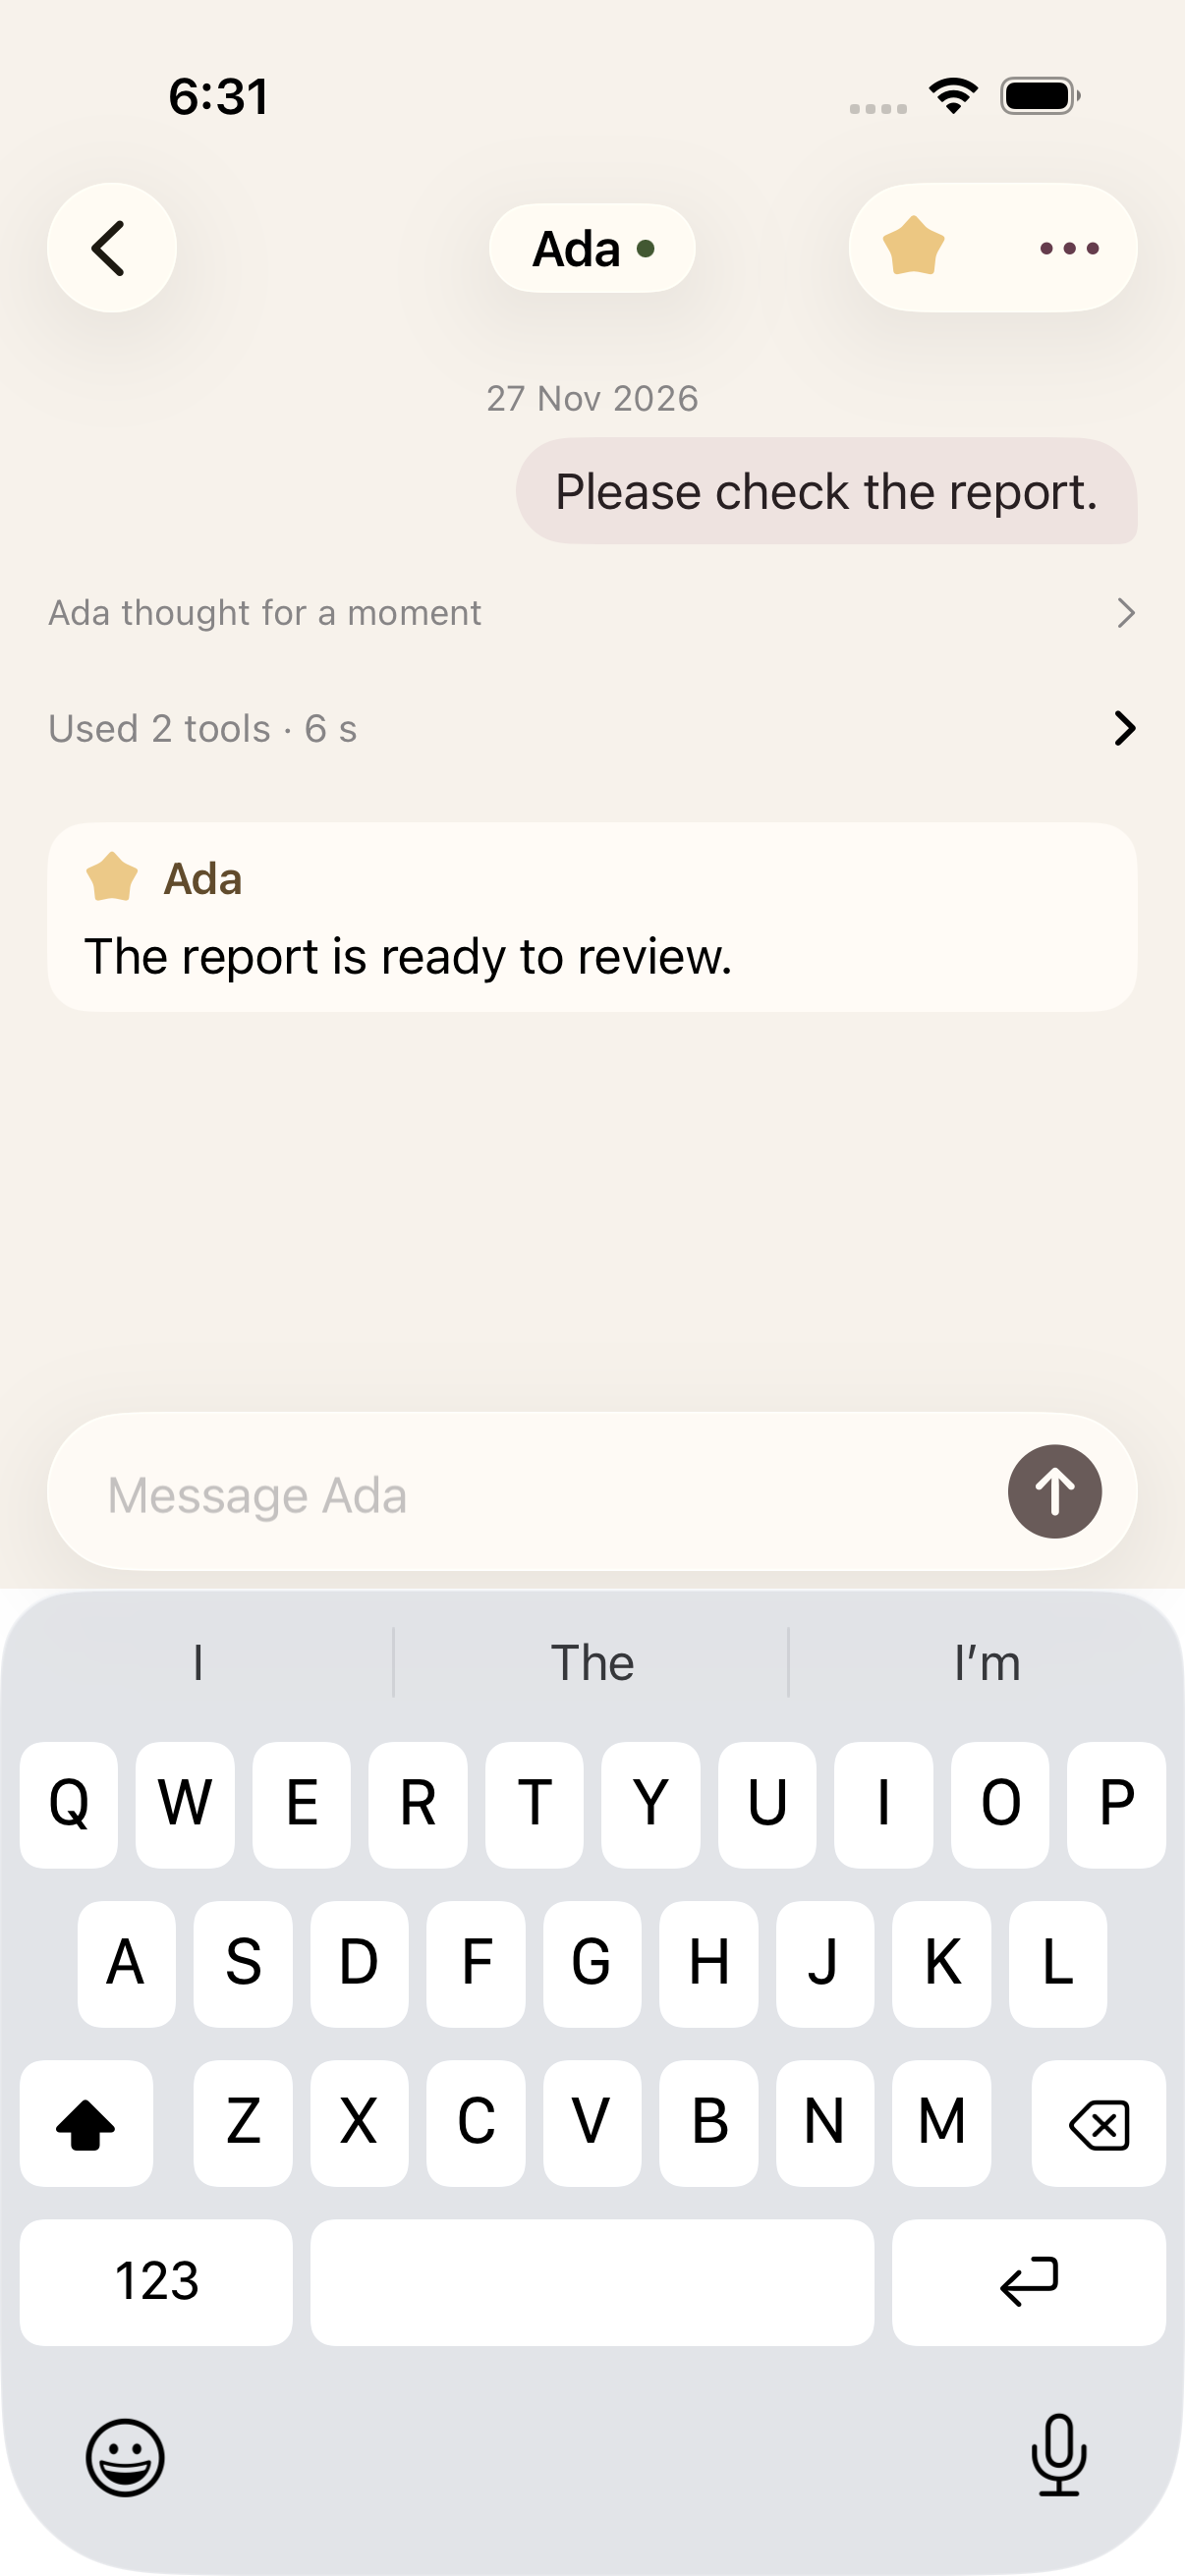 6:31
Ada
27 Nov 2026
Please check the report.
Ada thought for a moment
Used 2 tools · 6 s
Ada
The report is ready to review.
Message Ada
I The I’m
Q W E R T Y U I O P
A S D F G H J K L
Z X C V B N M
123